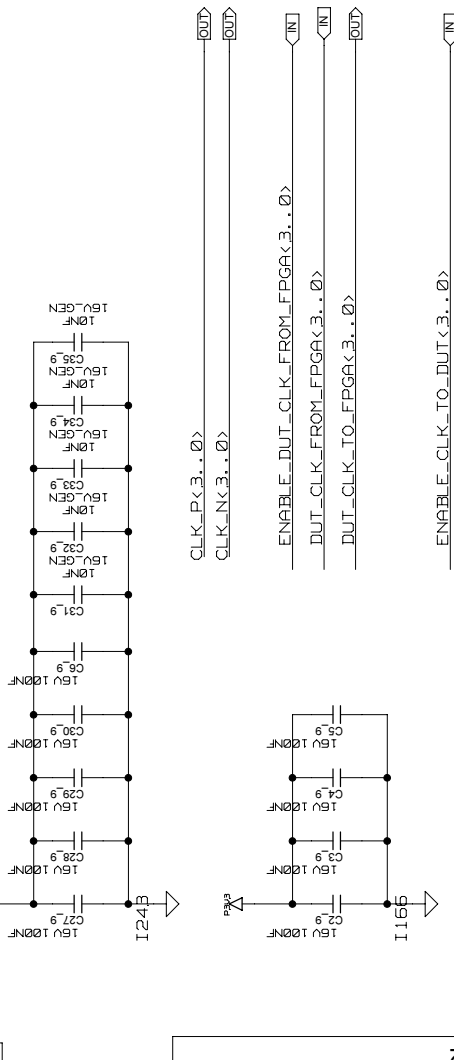 OUT
OUT
IN
IN
OUT
IN
CLK_P<3..0>
CLK_N<3..0>
ENABLE_DUT_CLK_FROM_FPGA<3..0>
DUT_CLK_FROM_FPGA<3..0>
DUT_CLK_TO_FPGA<3..0>
ENABLE_CLK_TO_DUT<3..0>
16V_GEN
10NF
C35_9
16V_GEN
10NF
C34_9
16V_GEN
10NF
C33_9
16V_GEN
10NF
C32_9
16V_GEN
10NF
C31_9
C6_9
16V 100NF
C30_9
16V 100NF
C29_9
16V 100NF
C28_9
16V 100NF
C27_9
16V 100NF
I243
C5_9
16V 100NF
C4_9
16V 100NF
C3_9
16V 100NF
C2_9
16V 100NF
P3V3
I166